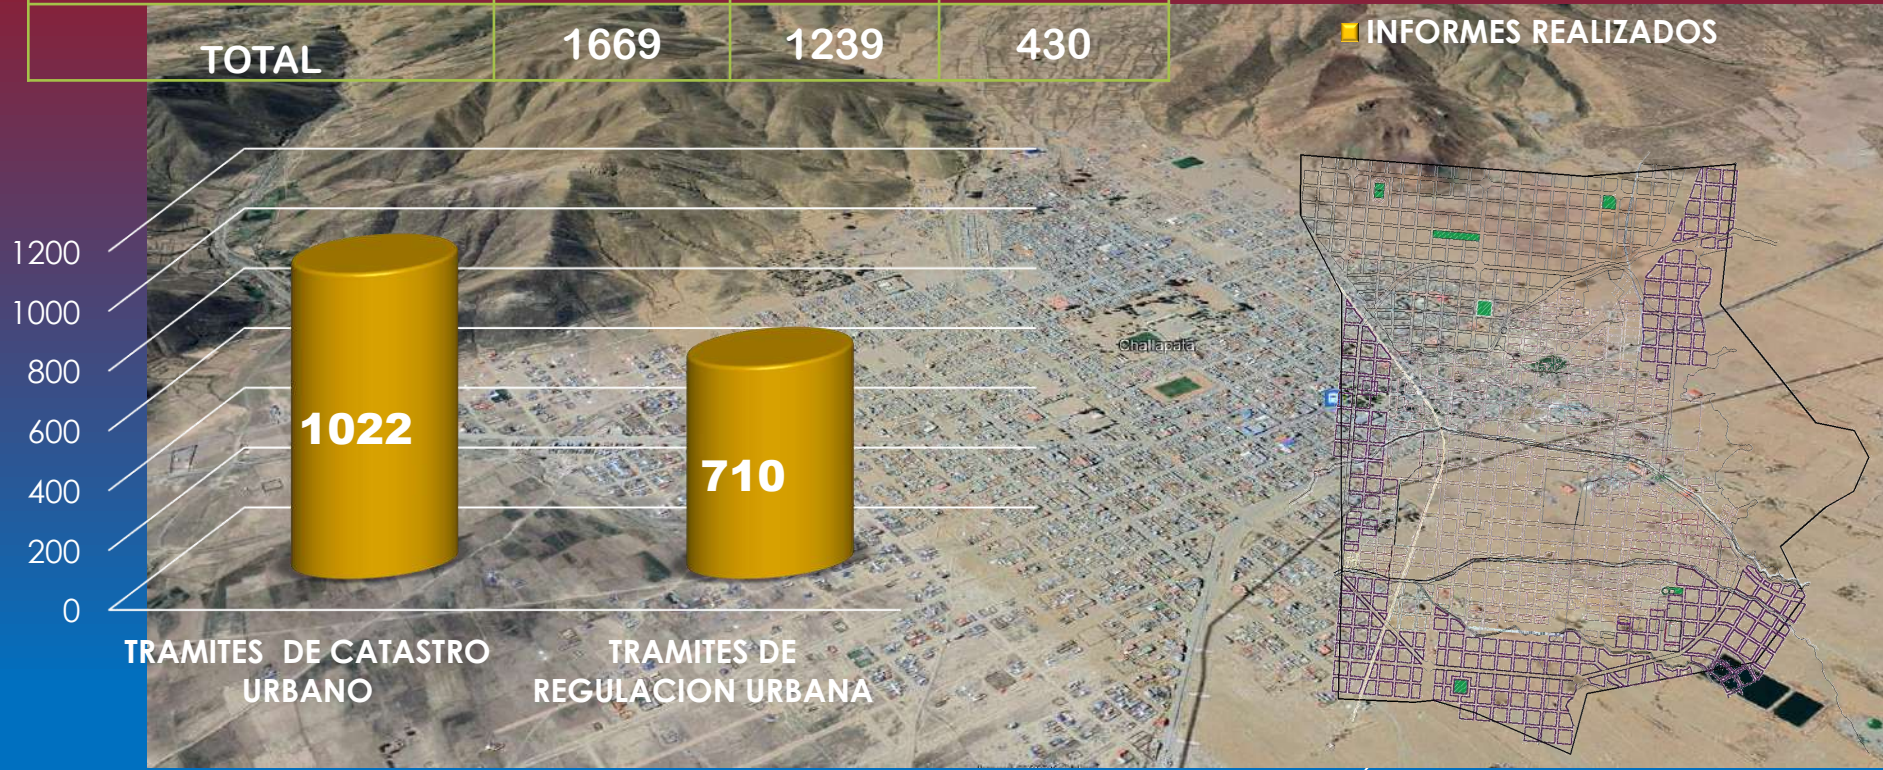 TOTAL 1669 1239 430
INFORMES REALIZADOS
1200
1000
800
600
400
200
0
1022
710
Challapata
TRAMITES DE CATASTRO
URBANO
TRAMITES DE
REGULACION URBANA